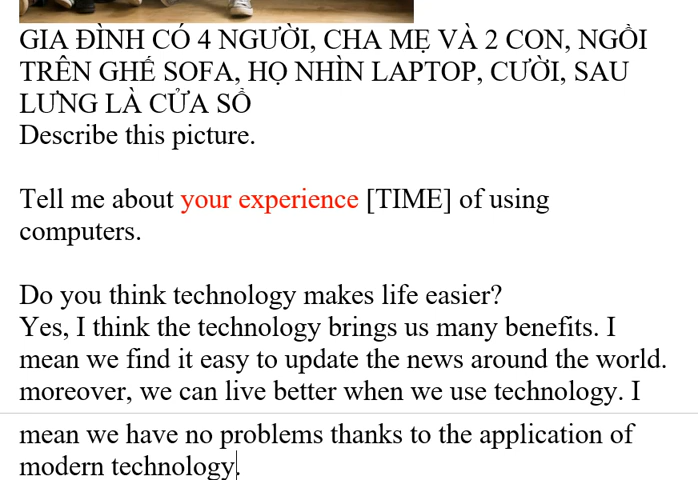 GIA ĐÌNH CÓ 4 NGƯỜI, CHA MẸ VÀ 2 CON, NGỒI
TRÊN GHẾ SOFA, HỌ NHÌN LAPTOP, CƯỜI, SAU
LƯNG LÀ CỬA SỔ
Describe this picture.
Tell me about your experience [TIME] of using
computers.
Do you think technology makes life easier?
Yes, I think the technology brings us many benefits. I
mean we find it easy to update the news around the world.
moreover, we can live better when we use technology. I
mean we have no problems thanks to the application of
modern technology.